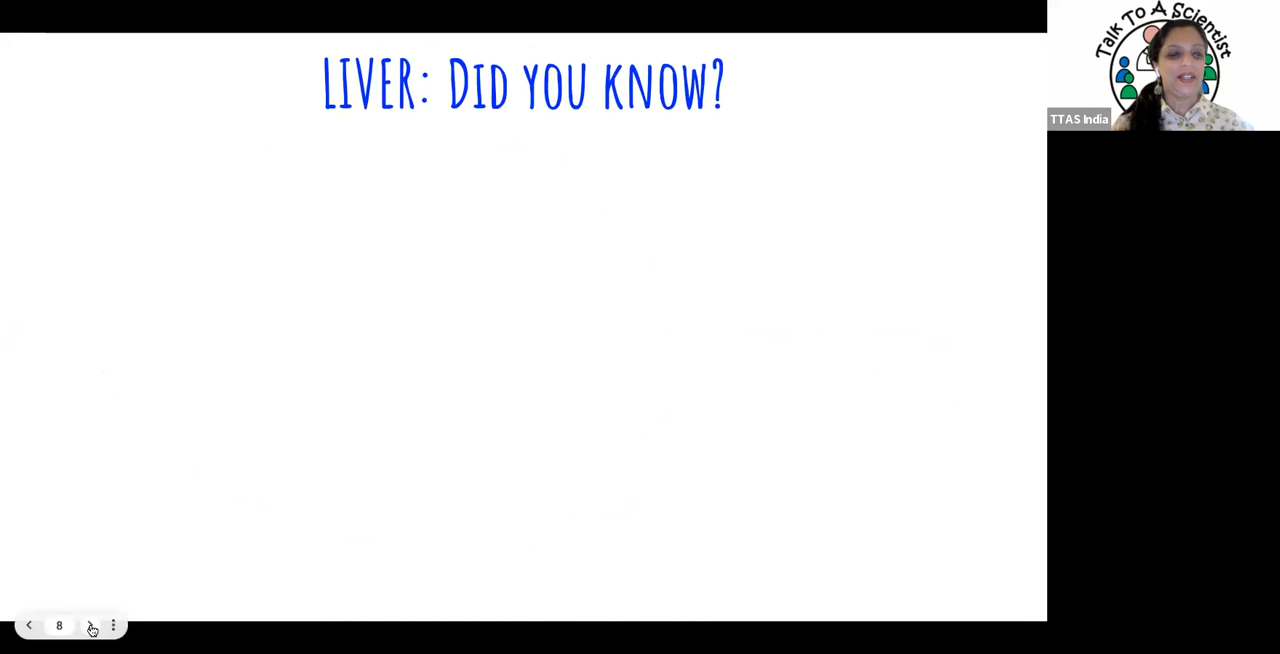 LIVER: DID YOU KNOW?
Talk To A Scientist
TTAS India
8